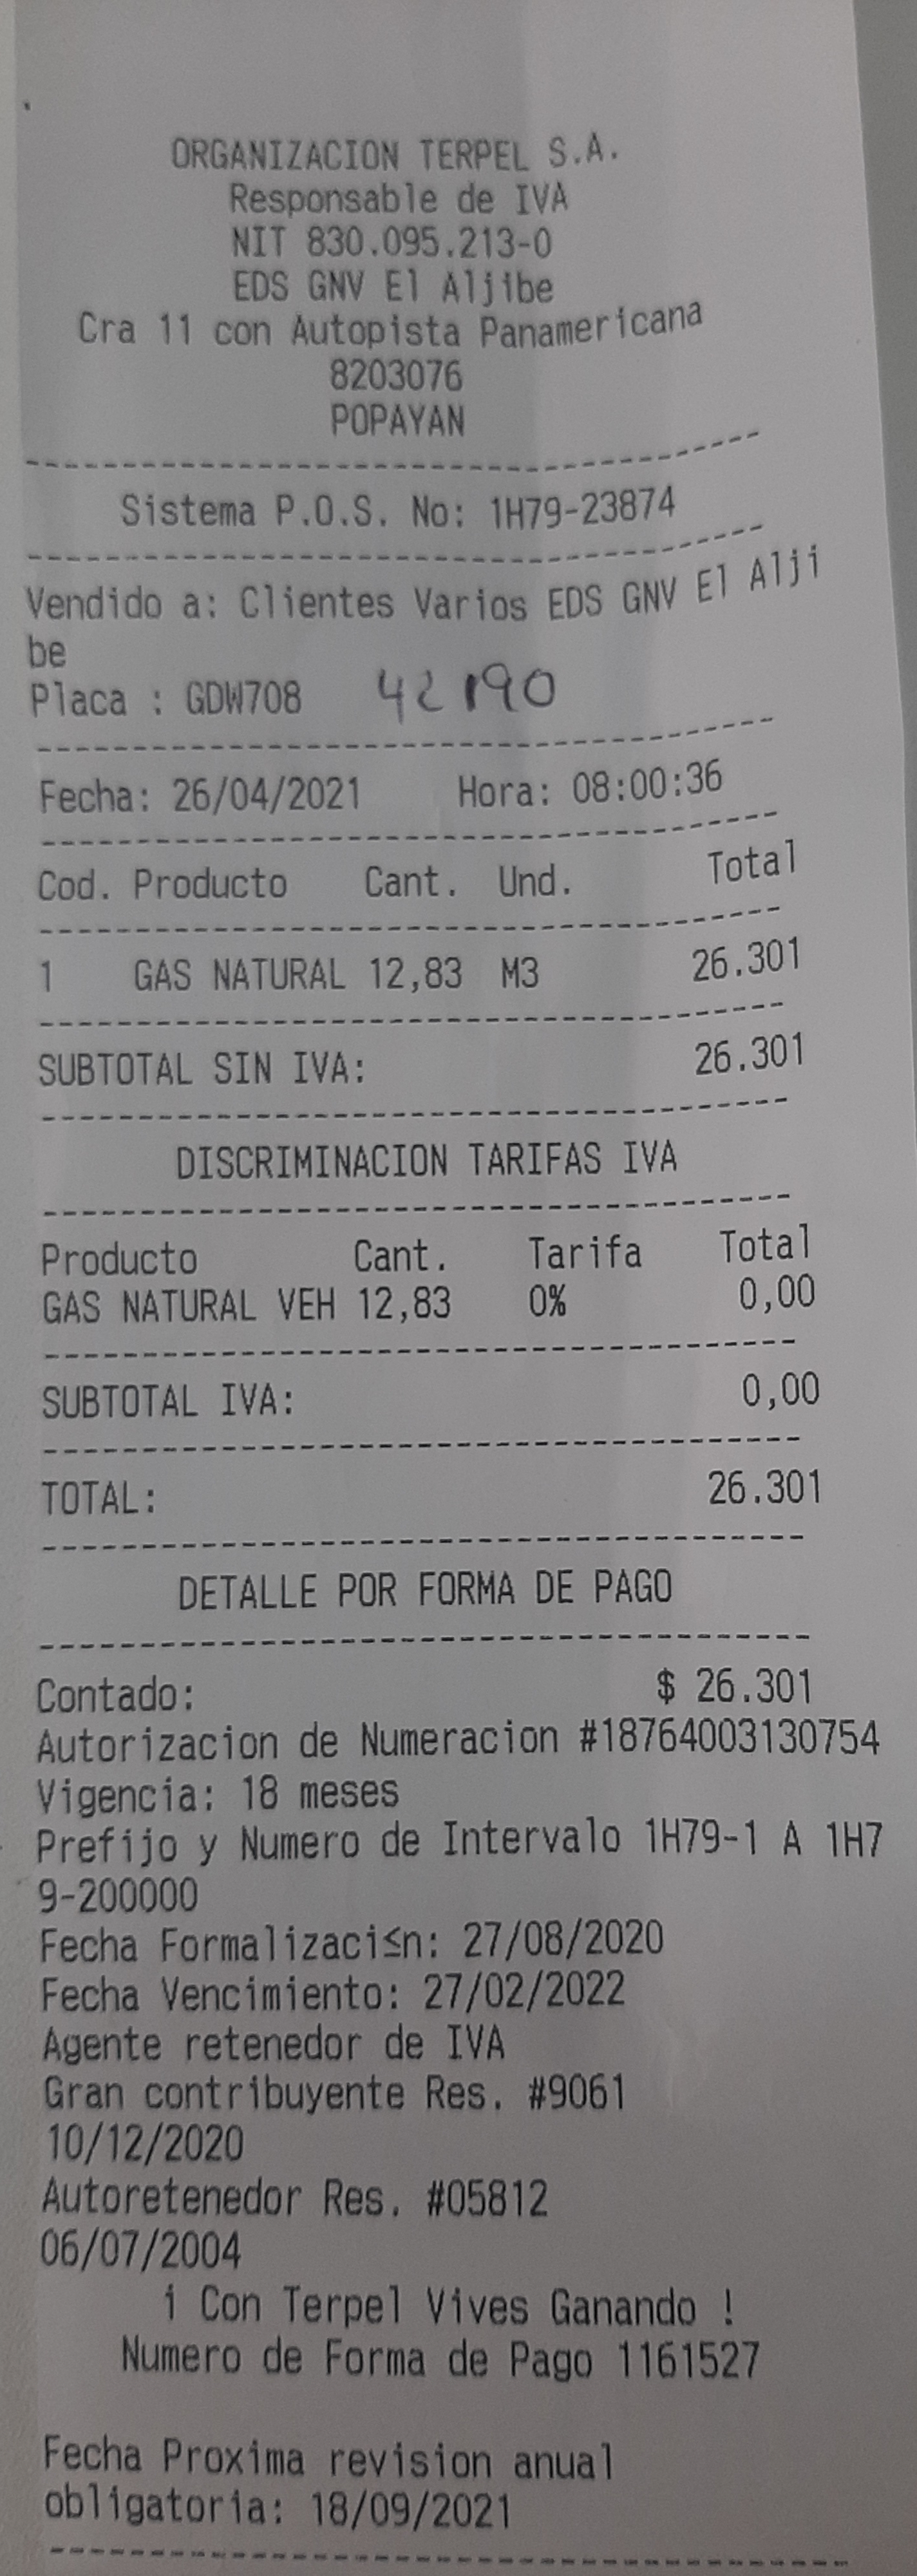 ORGANIZACION TERPEL S.A.
Responsable de IVA
NIT 830.095.213-0
EDS GNV El Aljibe
Cra 11 con Autopista Panamericana
8203076
POPAYAN
Sistema P.O.S. No: 1H79-23874
Vendido a: Clientes Varios EDS GNV El Alji
be
Placa : GDW708 42190
Fecha: 26/04/2021 Hora: 08:00:36
Cod. Producto Cant. Und. Total
1 GAS NATURAL 12,83 M3 26.301
SUBTOTAL SIN IVA: 26.301
DISCRIMINACION TARIFAS IVA
Producto Cant. Tarifa Total
GAS NATURAL VEH 12,83 0% 0,00
SUBTOTAL IVA: 0,00
TOTAL: 26.301
DETALLE POR FORMA DE PAGO
Contado: $ 26.301
Autorizacion de Numeracion #18764003130754
Vigencia: 18 meses
Prefijo y Numero de Intervalo 1H79-1 A 1H7
9-200000
Fecha Formalizaci≤n: 27/08/2020
Fecha Vencimiento: 27/02/2022
Agente retenedor de IVA
Gran contribuyente Res. #9061
10/12/2020
Autoretenedor Res. #05812
06/07/2004
¡ Con Terpel Vives Ganando !
Numero de Forma de Pago 1161527
Fecha Proxima revision anual
obligatoria: 18/09/2021